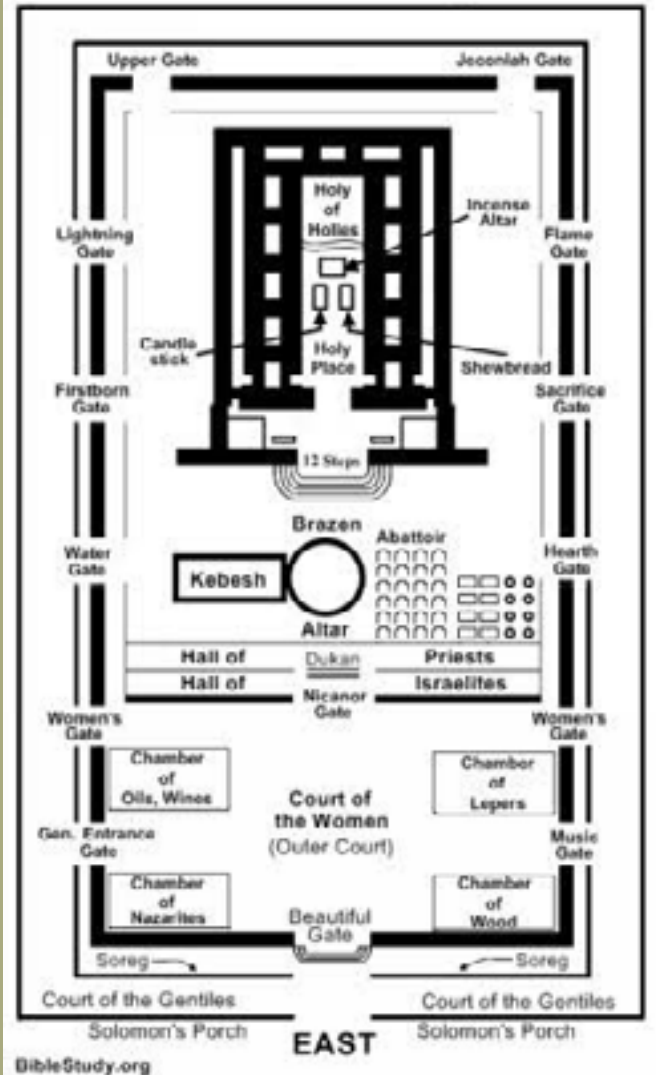 Upper Gate
Jeconiah Gate
Holy
of
Holies
Incense
Altar
Lightning
Gate
Flame
Gate
Candle
stick
Holy
Place
Shewbread
Firstborn
Gate
Sacrifice
Gate
12 Steps
Brazen
Abattoir
Water
Gate
Kebesh
Hearth
Gate
Altar
Hall of
Dukan
Priests
Hall of
Israelites
Nicanor
Gate
Women's
Gate
Women's
Gate
Chamber
of
Oils, Wines
Chamber
of
Lepers
Court of
the Women
(Outer Court)
Gen. Entrance
Gate
Music
Gate
Chamber
of
Nazarites
Chamber
of
Wood
Beautiful
Gate
Soreg
Soreg
Court of the Gentiles
Court of the Gentiles
Solomon's Porch
EAST
Solomon's Porch
BibleStudy.org